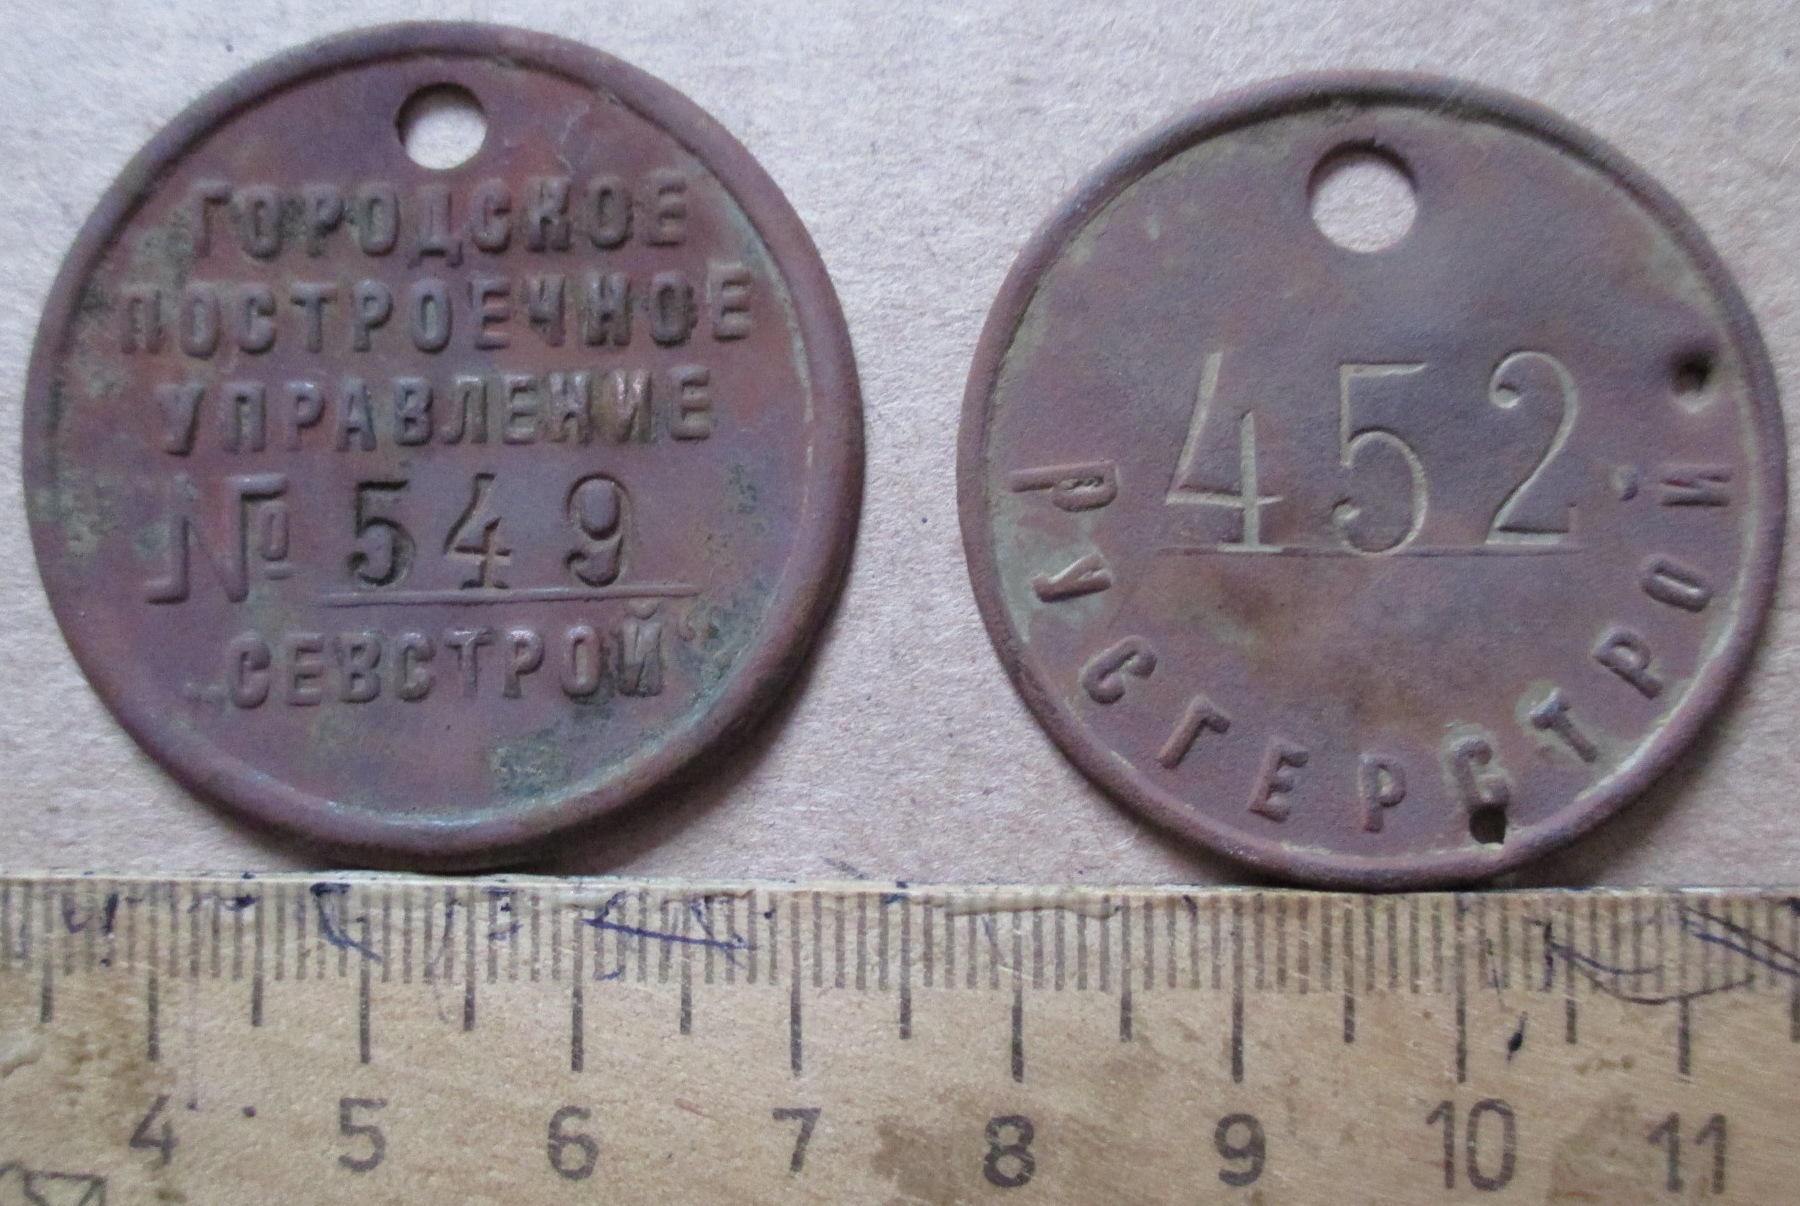 ГОРОДСКОЕ
ПОСТРОЕЧНОЕ
УПРАВЛЕНИЕ
№ 549
СЕВСТРОЙ"
452
РУСГЕРСТРОЙ
4 5 6 7 8 9 10 11